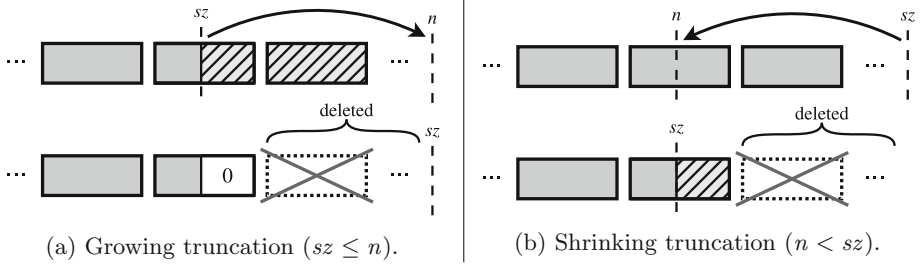 sz
n
... ...
deleted
sz
... 0 ...
(a) Growing truncation (sz ≤ n).
n
sz
... ...
deleted
sz
... ...
(b) Shrinking truncation (n < sz).